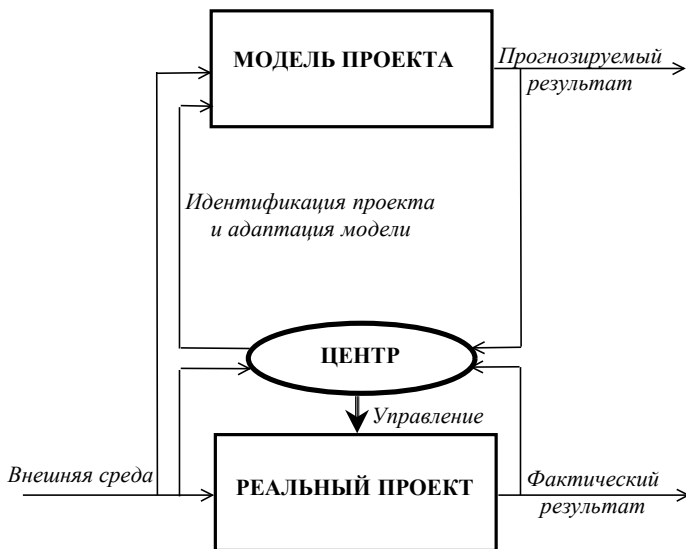 МОДЕЛЬ ПРОЕКТА
Прогнозируемый
результат
Идентификация проекта
и адаптация модели
ЦЕНТР
Управление
Внешняя среда
РЕАЛЬНЫЙ ПРОЕКТ
Фактический
результат